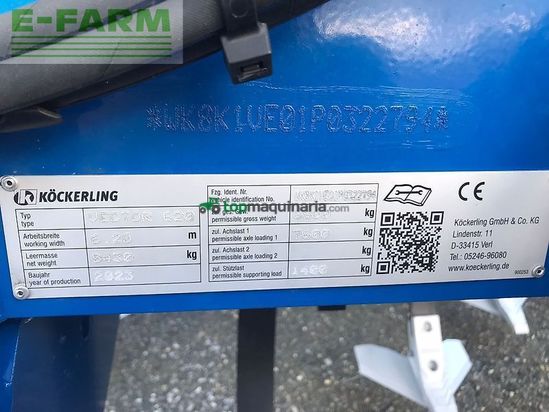 E-FARM
*WK8K1VE01P0322794*
KÖCKERLING
Typ
type
VECTOR 620
Arbeitsbreite
working width
m
Leermasse
net weight
kg
Baujahr
year of production
2023
Fzg. Ident. Nr.
vehicle identification No.
WK8K1VE01P0322794
permissible gross weight
kg
zul. Achslast 1
permissible axle loading 1
kg
zul. Achslast 2
permissible axle loading 2
kg
zul. Stützlast
permissible supporting load
kg
topmaquinaria.com
CE
Köckerling GmbH & Co. KG
Lindenstr. 11
D-33415 Verl
Tel. 05246-96080
www.koeckerling.de
900253